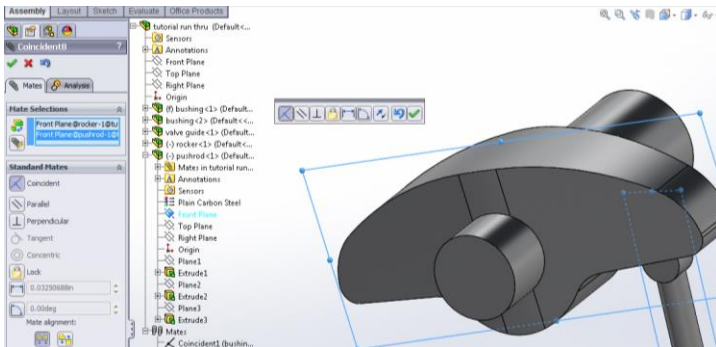 Assembly Layout Sketch Evaluate Office Products
Coincident8 ?
Mates Analysis
Mate Selections
Front Plane@rocker-1@tu
Front Plane@pushrod-1@t
Standard Mates
Coincident
Parallel
Perpendicular
Tangent
Concentric
Lock
0.03290688in
0.00deg
Mate alignment:
tutorial run thru (Default<...
Sensors
Annotations
Front Plane
Top Plane
Right Plane
Origin
(f) bushing<1> (Default...
bushing<2> (Default<<...
valve guide<1> (Default...
(-) rocker<1> (Default<...
(-) pushrod<1> (Default...
Mates in tutorial run...
Annotations
Sensors
Plain Carbon Steel
Front Plane
Top Plane
Right Plane
Origin
Plane1
Extrude1
Plane2
Extrude2
Plane3
Extrude3
Mates
Coincident1 (bushin...